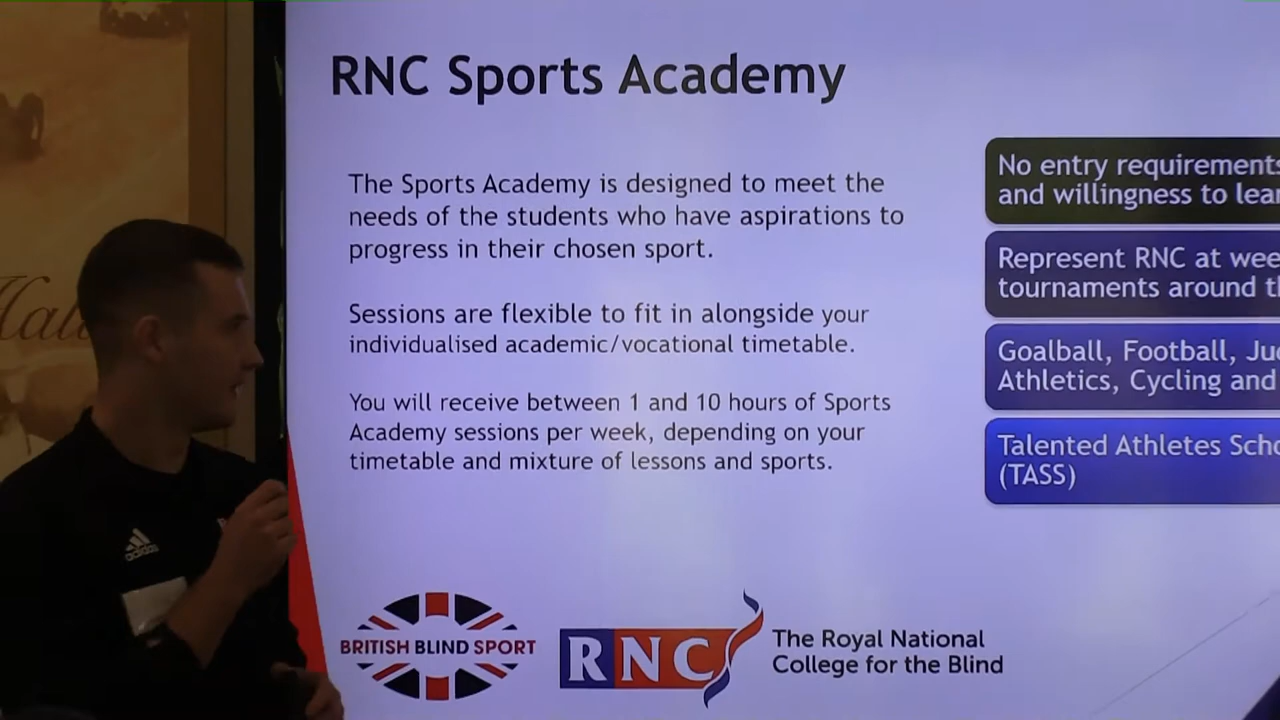 RNC Sports Academy
The Sports Academy is designed to meet the
needs of the students who have aspirations to
progress in their chosen sport.
Sessions are flexible to fit in alongside your
individualised academic/vocational timetable.
You will receive between 1 and 10 hours of Sports
Academy sessions per week, depending on your
timetable and mixture of lessons and sports.
No entry requirements
and willingness to
Represent RNC at
tournaments around
Goalball, Football,
Athletics, Cycling and
Talented Athletes
(TASS)
BRITISH BLIND SPORT
RNC
The Royal National
College for the Blind
adidas